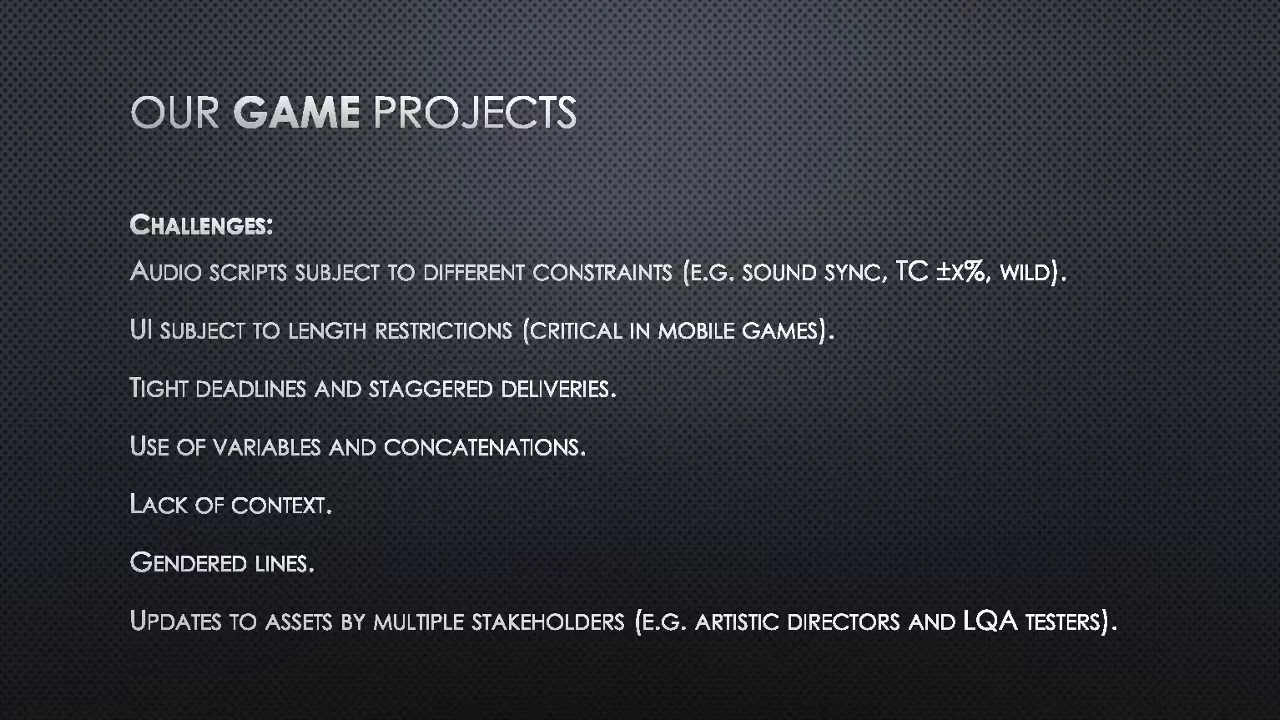 OUR GAME PROJECTS
CHALLENGES:
AUDIO SCRIPTS SUBJECT TO DIFFERENT CONSTRAINTS (E.G. SOUND SYNC, TC ±X%, WILD).
UI SUBJECT TO LENGTH RESTRICTIONS (CRITICAL IN MOBILE GAMES).
TIGHT DEADLINES AND STAGGERED DELIVERIES.
USE OF VARIABLES AND CONCATENATIONS.
LACK OF CONTEXT.
GENDERED LINES.
UPDATES TO ASSETS BY MULTIPLE STAKEHOLDERS (E.G. ARTISTIC DIRECTORS AND LQA TESTERS).